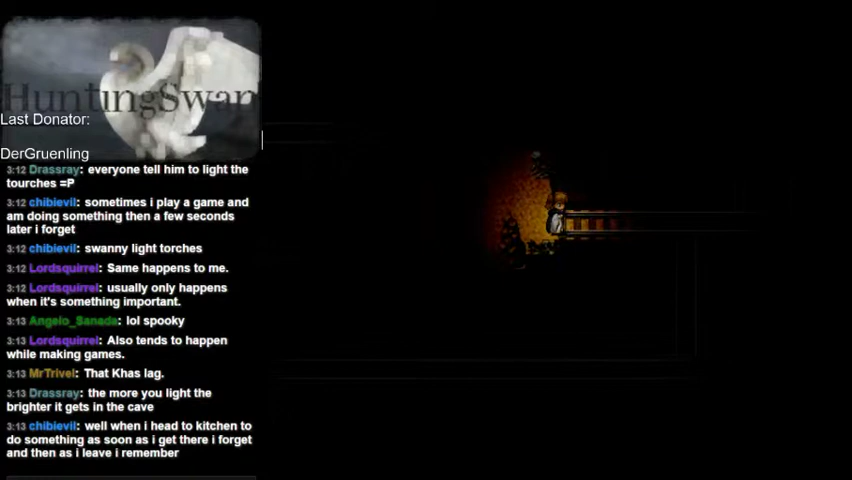 HuntingSwan
Last Donator:
DerGruenling
3:12 Drassray: everyone tell him to light the
tourches =P
3:12 chibievil: sometimes i play a game and
am doing something then a few seconds
later i forget
3:12 chibievil: swanny light torches
3:12 Lordsquirrel: Same happens to me.
3:12 Lordsquirrel: usually only happens
when it's something important.
3:13 Angelo_Sanada: lol spooky
3:13 Lordsquirrel: Also tends to happen
while making games.
3:13 MrTrivel: That Khas lag.
3:13 Drassray: the more you light the
brighter it gets in the cave
3:13 chibievil: well when i head to kitchen to
do something as soon as i get there i forget
and then as i leave i remember